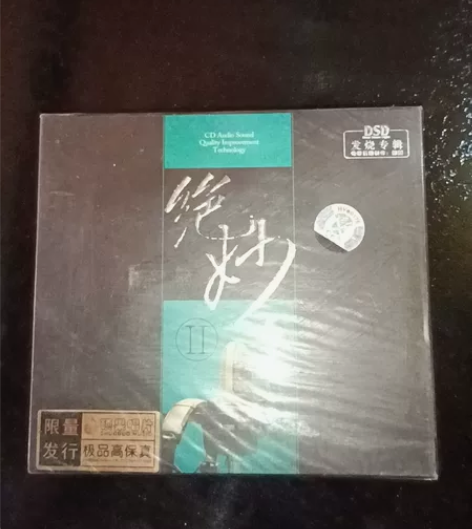 CD Audio Sound
Quality Improvement
Technology
DSD
发烧专辑
绝妙
II
限量
发行
极品高保真